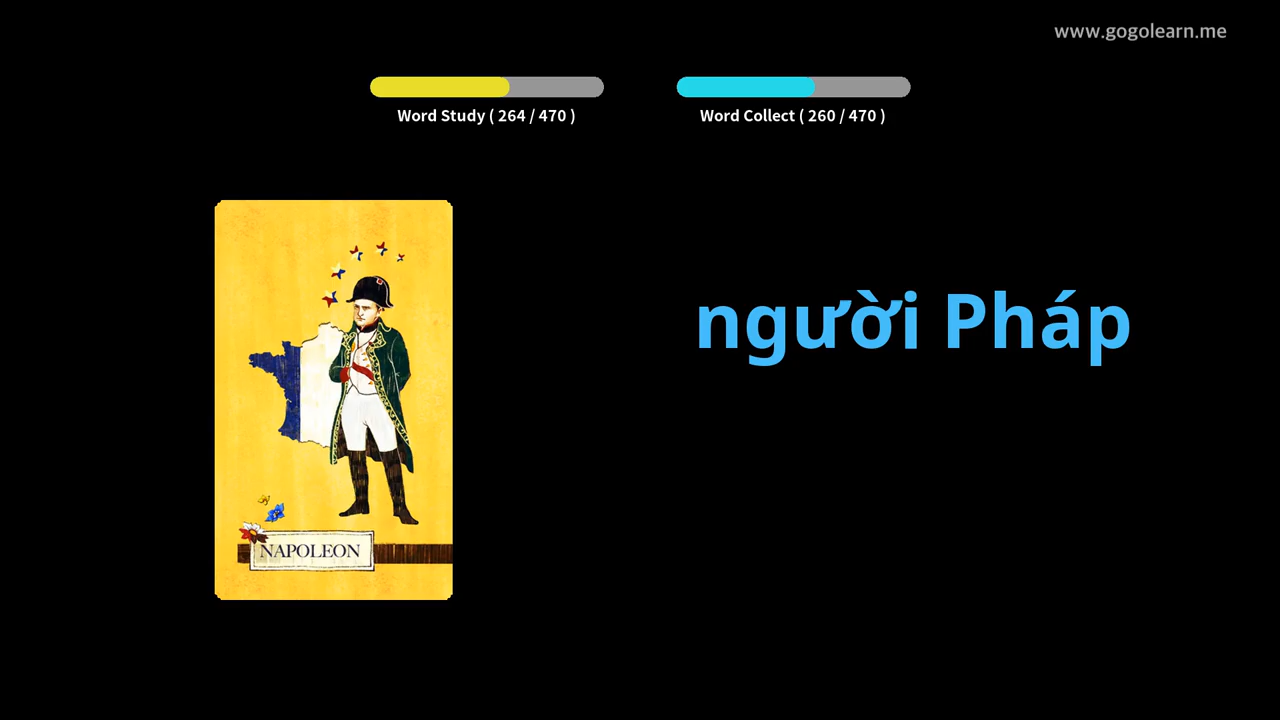 www.gogolearn.me
Word Study ( 264 / 470 )
Word Collect ( 260 / 470 )
người Pháp
NAPOLEON